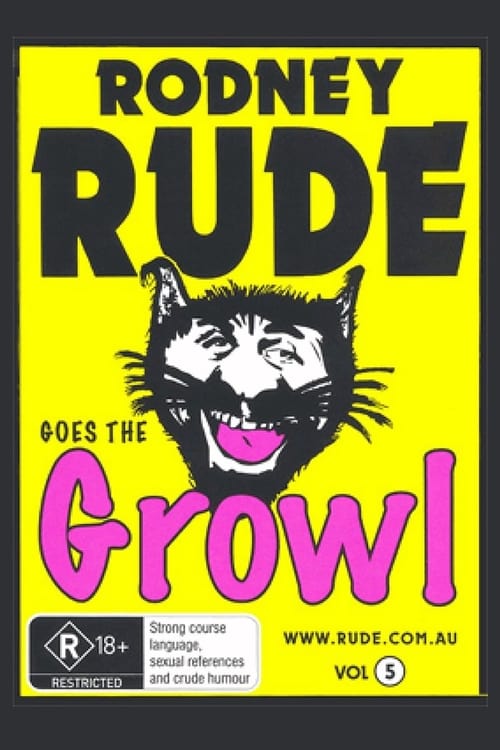 RODNEY
RUDE
GOES THE
Growl
R 18+
RESTRICTED
Strong course
language,
sexual references
and crude humour
WWW.RUDE.COM.AU
VOL 5